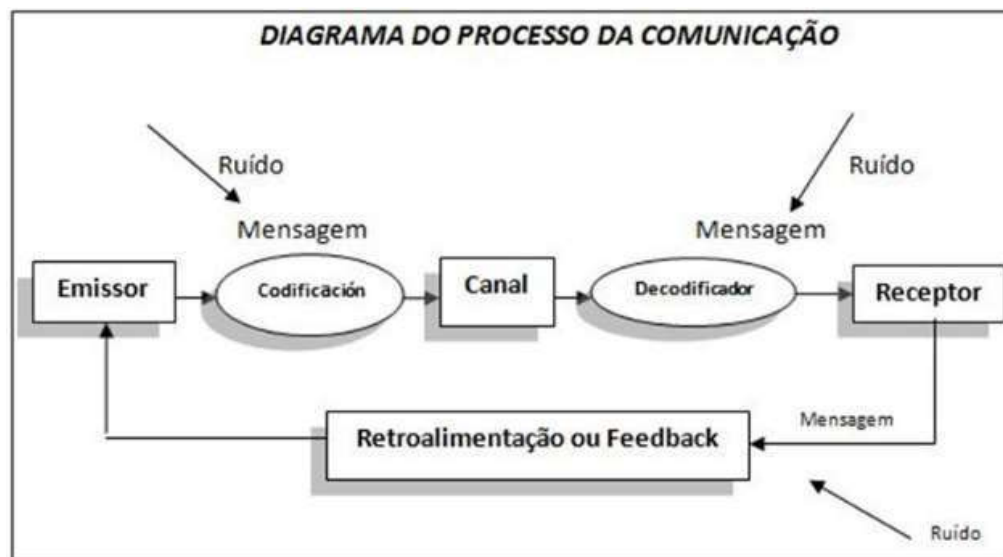 DIAGRAMA DO PROCESSO DA COMUNICAÇÃO
Ruído
Ruído
Mensagem
Mensagem
Emissor
Codificación
Canal
Decodificador
Receptor
Retroalimentação ou Feedback
Mensagem
Ruído